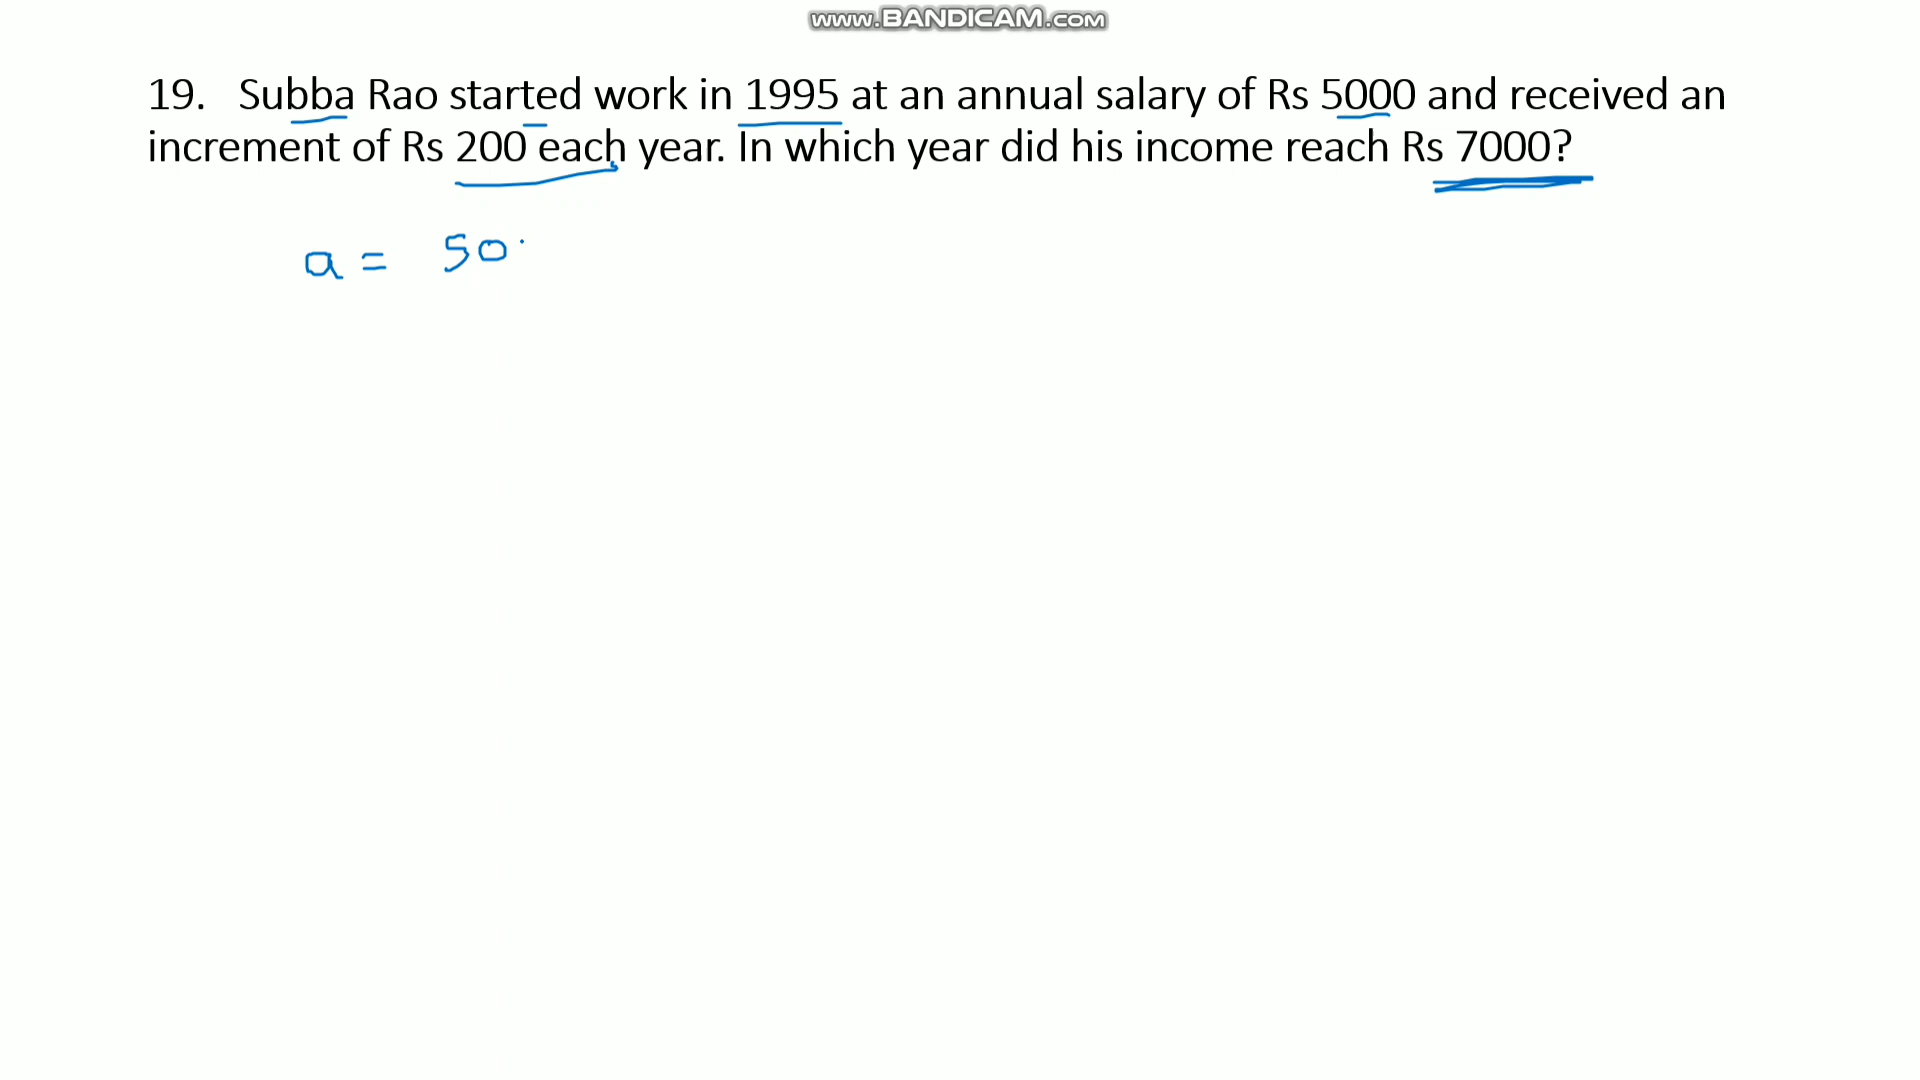 www.BANDICAM.com
19. Subba Rao started work in 1995 at an annual salary of Rs 5000 and received an
increment of Rs 200 each year. In which year did his income reach Rs 7000?
a = 50